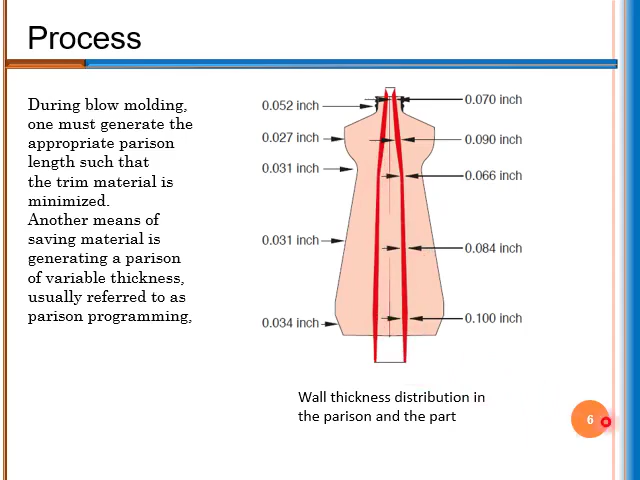 Process
During blow molding,
one must generate the
appropriate parison
length such that
the trim material is
minimized.
Another means of
saving material is
generating a parison
of variable thickness,
usually referred to as
parison programming,
0.052 inch
0.027 inch
0.031 inch
0.031 inch
0.034 inch
0.070 inch
0.090 inch
0.066 inch
0.084 inch
0.100 inch
Wall thickness distribution in
the parison and the part
6